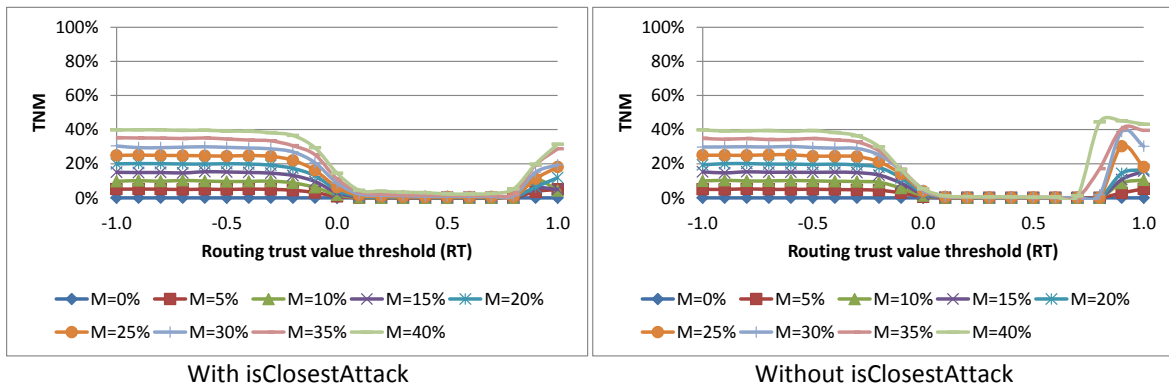 100%
80%
60%
40%
20%
0%
TNM
-1.0 -0.5 0.0 0.5 1.0
Routing trust value threshold (RT)
M=0% M=5% M=10% M=15% M=20%
M=25% M=30% M=35% M=40%
With isClosestAttack
100%
80%
60%
40%
20%
0%
TNM
-1.0 -0.5 0.0 0.5 1.0
Routing trust value threshold (RT)
M=0% M=5% M=10% M=15% M=20%
M=25% M=30% M=35% M=40%
Without isClosestAttack